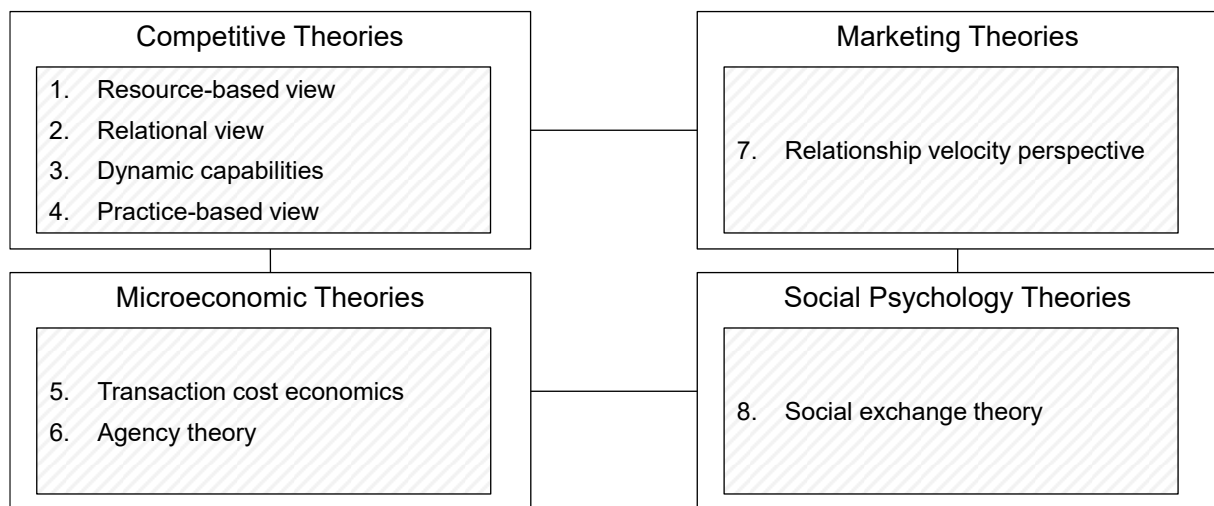 Competitive Theories
1. Resource-based view
2. Relational view
3. Dynamic capabilities
4. Practice-based view
Marketing Theories
7. Relationship velocity perspective
Microeconomic Theories
5. Transaction cost economics
6. Agency theory
Social Psychology Theories
8. Social exchange theory